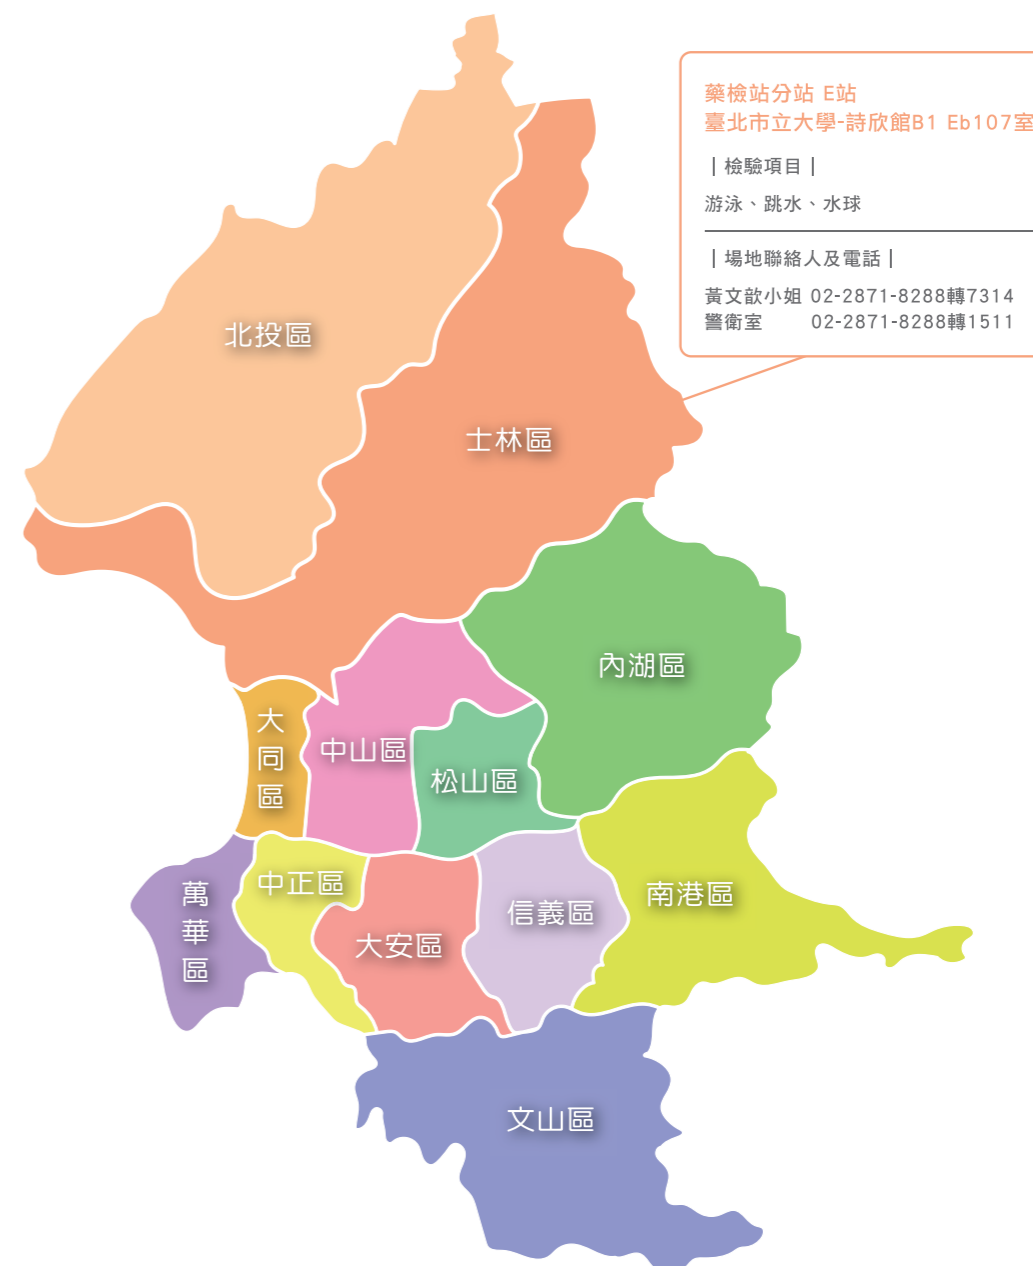 藥檢站分站 E站
臺北市立大學-詩欣館B1 Eb107室
｜檢驗項目｜
游泳、跳水、水球
｜場地聯絡人及電話｜
黃文歆小姐 02-2871-8288轉7314
警衛室 02-2871-8288轉1511
北投區
士林區
內湖區
大同區
中山區
松山區
萬華區
中正區
大安區
信義區
南港區
文山區